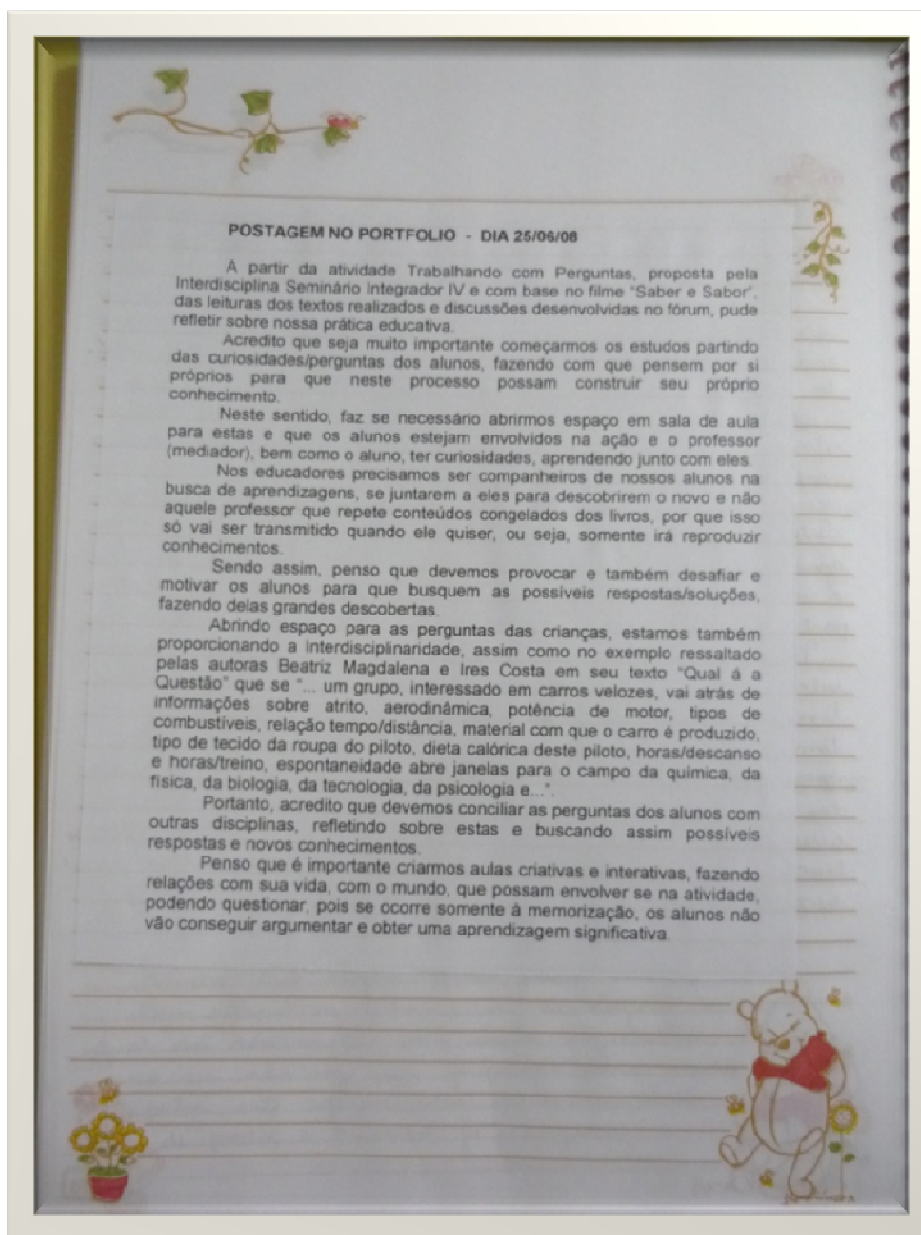 POSTAGEM NO PORTFOLIO - DIA 25/06/08
A partir da atividade Trabalhando com Perguntas, proposta pela
Interdisciplina Seminário Integrador IV e com base no filme "Saber e Sabor",
das leituras dos textos realizados e discussões desenvolvidas no fórum, pude
refletir sobre nossa prática educativa.
Acredito que seja muito importante começarmos os estudos partindo
das curiosidades/perguntas dos alunos, fazendo com que pensem por si
próprios para que neste processo possam construir seu próprio
conhecimento.
Neste sentido, faz se necessário abrirmos espaço em sala de aula
para estas e que os alunos estejam envolvidos na ação e o professor
(mediador), bem como o aluno, ter curiosidades, aprendendo junto com eles.
Nos educadores precisamos ser companheiros de nossos alunos na
busca de aprendizagens, se juntarem a eles para descobrirem o novo e não
aquele professor que repete conteúdos congelados dos livros, por que isso
só vai ser transmitido quando ele quiser, ou seja, somente irá reproduzir
conhecimentos.
Sendo assim, penso que devemos provocar e também desafiar e
motivar os alunos para que busquem as possíveis respostas/soluções,
fazendo delas grandes descobertas.
Abrindo espaço para as perguntas das crianças, estamos também
proporcionando a interdisciplinaridade, assim como no exemplo ressaltado
pelas autoras Beatriz Magdalena e Ires Costa em seu texto "Qual á a
Questão" que se "... um grupo, interessado em carros velozes, vai atrás de
informações sobre atrito, aerodinâmica, potência de motor, tipos de
combustíveis, relação tempo/distância, material com que o carro é produzido,
tipo de tecido da roupa do piloto, dieta calórica deste piloto, horas/descanso
e horas/treino, espontaneidade abre janelas para o campo da química, da
física, da biologia, da tecnologia, da psicologia e...".
Portanto, acredito que devemos conciliar as perguntas dos alunos com
outras disciplinas, refletindo sobre estas e buscando assim possíveis
respostas e novos conhecimentos.
Penso que é importante criarmos aulas criativas e interativas, fazendo
relações com sua vida, com o mundo, que possam envolver se na atividade,
podendo questionar, pois se ocorre somente à memorização, os alunos não
vão conseguir argumentar e obter uma aprendizagem significativa.